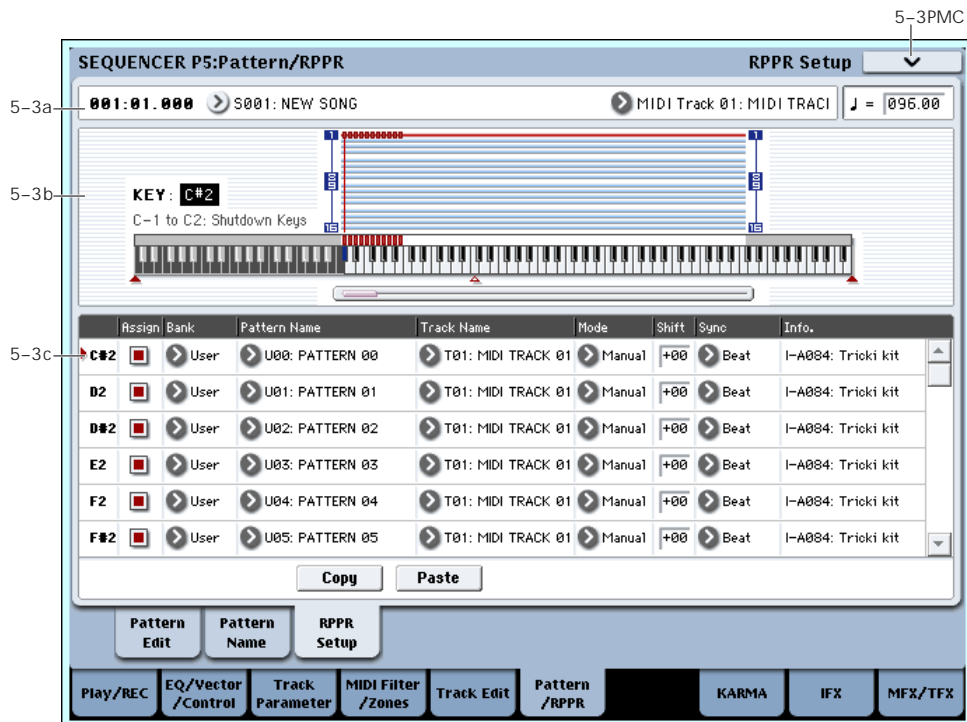 5-3PMC
SEQUENCER P5:Pattern/RPPR RPPR Setup
5-3a 001:01.000 S001: NEW SONG MIDI Track 01: MIDI TRACI ♩ = 096.00
1 1
5-3b KEY: C#2 8 9 8 9
C-1 to C2: Shutdown Keys 16 16
Assign Bank Pattern Name Track Name Mode Shift Sync Info.
5-3c C#2 User U00: PATTERN 00 T01: MIDI TRACK 01 Manual +00 Beat I-A084: Tricki kit
D2 User U01: PATTERN 01 T01: MIDI TRACK 01 Manual +00 Beat I-A084: Tricki kit
D#2 User U02: PATTERN 02 T01: MIDI TRACK 01 Manual +00 Beat I-A084: Tricki kit
E2 User U03: PATTERN 03 T01: MIDI TRACK 01 Manual +00 Beat I-A084: Tricki kit
F2 User U04: PATTERN 04 T01: MIDI TRACK 01 Manual +00 Beat I-A084: Tricki kit
F#2 User U05: PATTERN 05 T01: MIDI TRACK 01 Manual +00 Beat I-A084: Tricki kit
Copy Paste
Pattern Edit Pattern Name RPPR Setup
Play/REC EQ/Vector /Control Track Parameter MIDI Filter /Zones Track Edit Pattern /RPPR KARMA IFX MFX/TFX